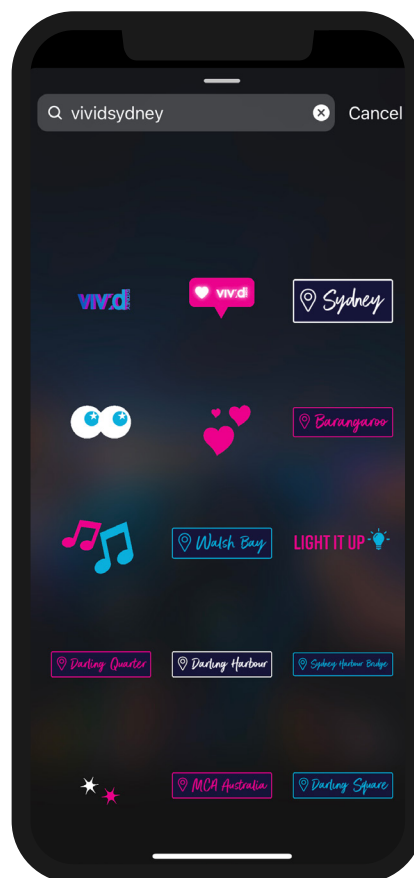 vividsydney
Cancel
vivid SYDNEY
vivid
Sydney
Barangaroo
Walsh Bay
LIGHT IT UP
Darling Quarter
Darling Harbour
Sydney Harbour Bridge
MCA Australia
Darling Square